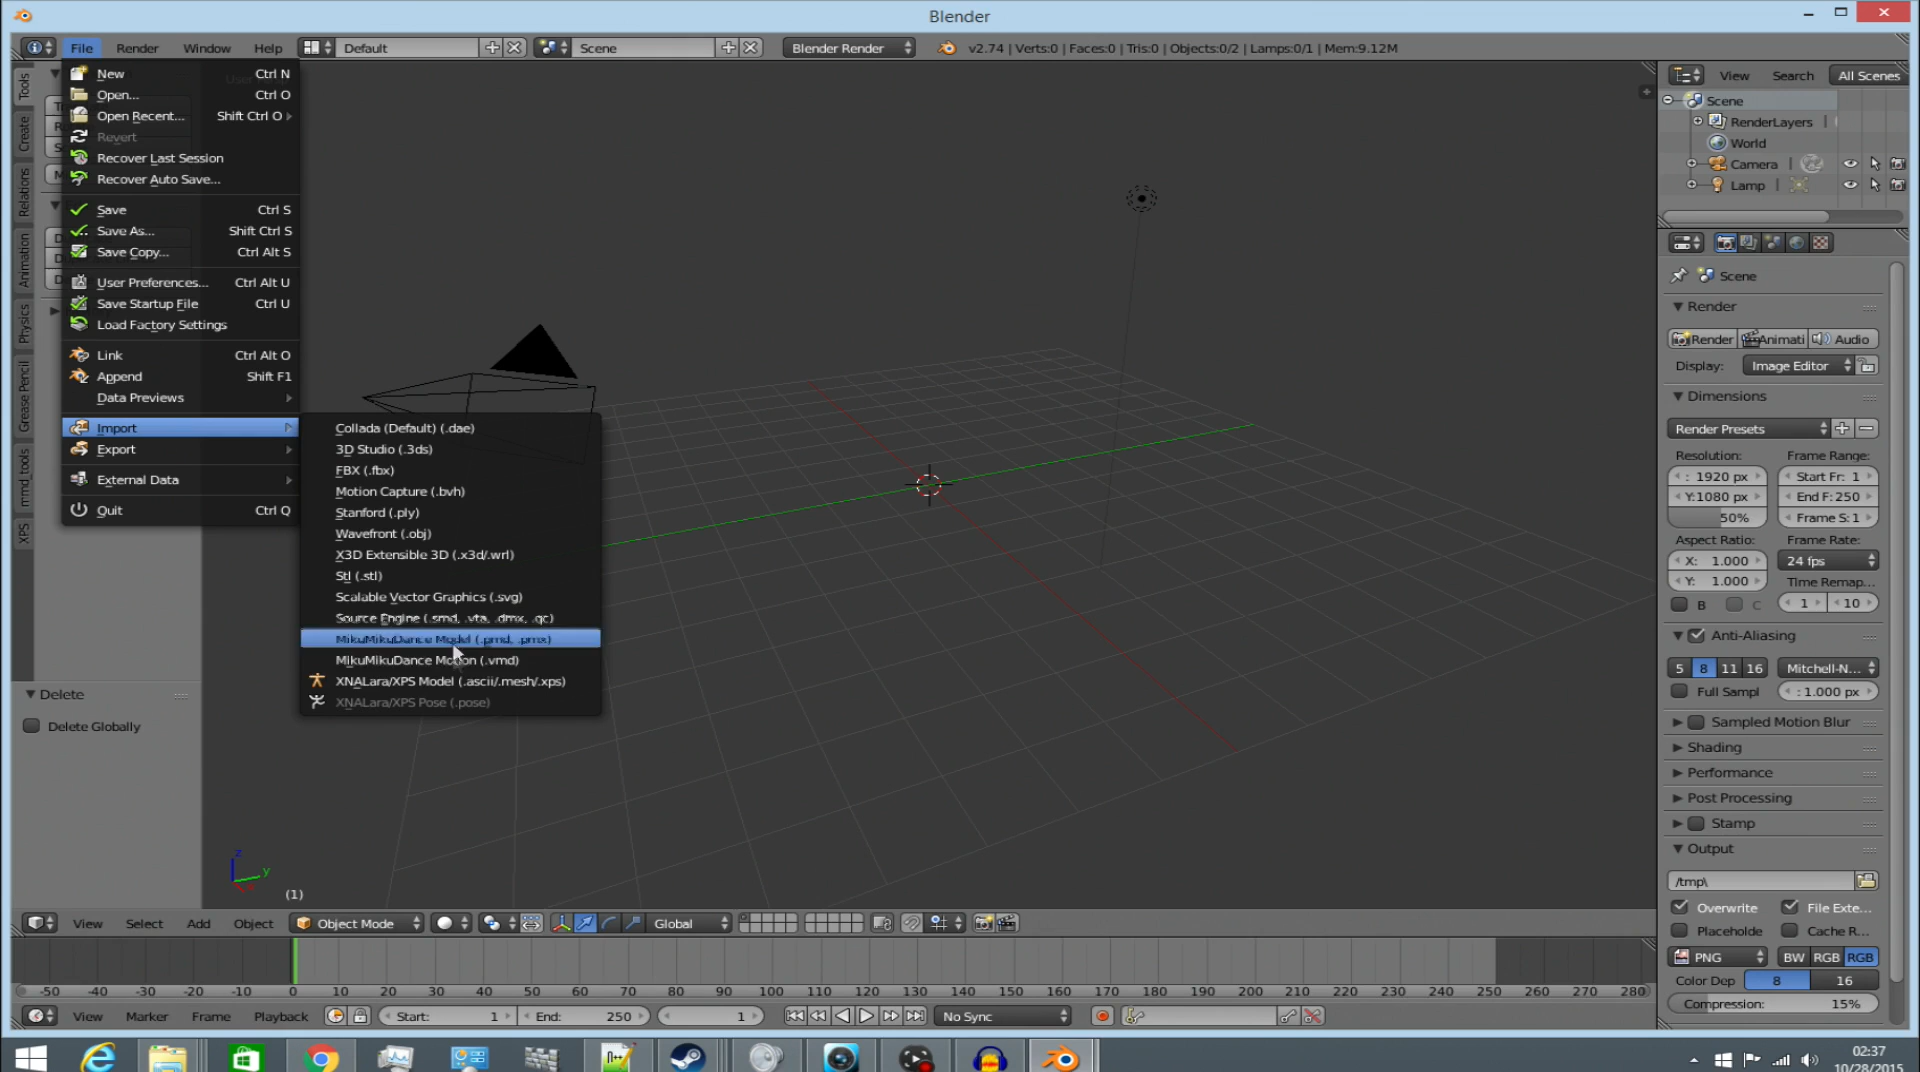 Blender
File Render Window Help Default Scene Blender Render v2.74 | Verts:0 | Faces:0 | Tris:0 | Objects:0/2 | Lamps:0/1 | Mem:9.12M
New Ctrl N
Open... Ctrl O
Open Recent... Shift Ctrl O
Revert
Recover Last Session
Recover Auto Save...
Save Ctrl S
Save As... Shift Ctrl S
Save Copy... Ctrl Alt S
User Preferences... Ctrl Alt U
Save Startup File Ctrl U
Load Factory Settings
Link Ctrl Alt O
Append Shift F1
Data Previews
Import
Export
External Data
Quit Ctrl Q
Collada (Default) (.dae)
3D Studio (.3ds)
FBX (.fbx)
Motion Capture (.bvh)
Stanford (.ply)
Wavefront (.obj)
X3D Extensible 3D (.x3d/.wrl)
Stl (.stl)
Scalable Vector Graphics (.svg)
Source Engine (.smd, .vta, .dmx, .qc)
MikuMikuDance Model (.pmd, .pmx)
MikuMikuDance Motion (.vmd)
XNALara/XPS Model (.ascii/.mesh/.xps)
XNALara/XPS Pose (.pose)
Tools
Create
Relations
Animation
Physics
Grease Pencil
mmd_tools
XPS
Delete
Delete Globally
z
y
(1)
View Search All Scenes
Scene
RenderLayers |
World
Camera |
Lamp |
Scene
Render
Render Animati Audio
Display: Image Editor
Dimensions
Render Presets
Resolution: Frame Range:
: 1920 px Start Fr: 1
Y:1080 px End F: 250
50% Frame S: 1
Aspect Ratio: Frame Rate:
X: 1.000 24 fps
Y: 1.000 Time Remap...
B C 1 10
Anti-Aliasing
5 8 11 16 Mitchell-N...
Full Sampl : 1.000 px
Sampled Motion Blur
Shading
Performance
Post Processing
Stamp
Output
/tmp\
Overwrite File Exte...
Placeholde Cache R...
PNG BW RGB RGB
Color Dep 8 16
Compression: 15%
View Select Add Object Object Mode Global
-50 -40 -30 -20 -10 0 10 20 30 40 50 60 70 80 90 100 110 120 130 140 150 160 170 180 190 200 210 220 230 240 250 260 270 280
View Marker Frame Playback Start: 1 End: 250 1 No Sync
02:37
10/28/2015